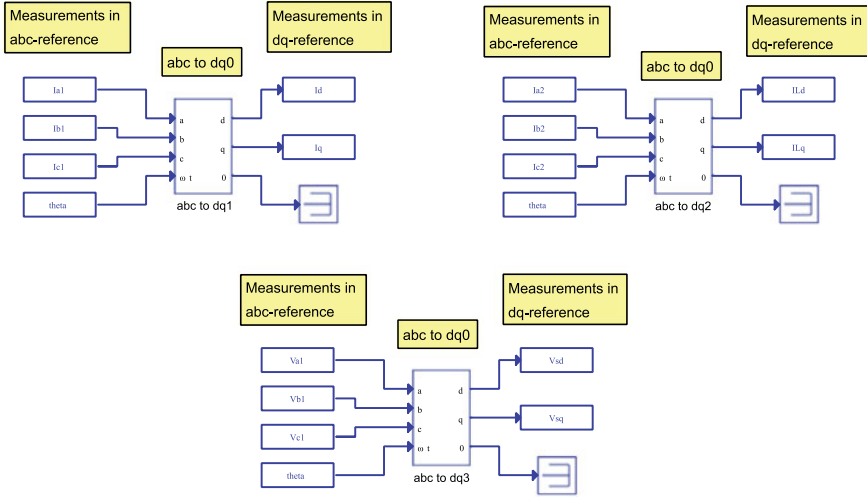 Measurements in
abc-reference
Measurements in
dq-reference
abc to dq0
Ia1
Ib1
Ic1
theta
a
b
c
ω t
d
q
0
Id
Iq
abc to dq1
Measurements in
abc-reference
Measurements in
dq-reference
abc to dq0
Ia2
Ib2
Ic2
theta
a
b
c
ω t
d
q
0
ILd
ILq
abc to dq2
Measurements in
abc-reference
Measurements in
dq-reference
abc to dq0
Va1
Vb1
Vc1
theta
a
b
c
ω t
d
q
0
Vsd
Vsq
abc to dq3